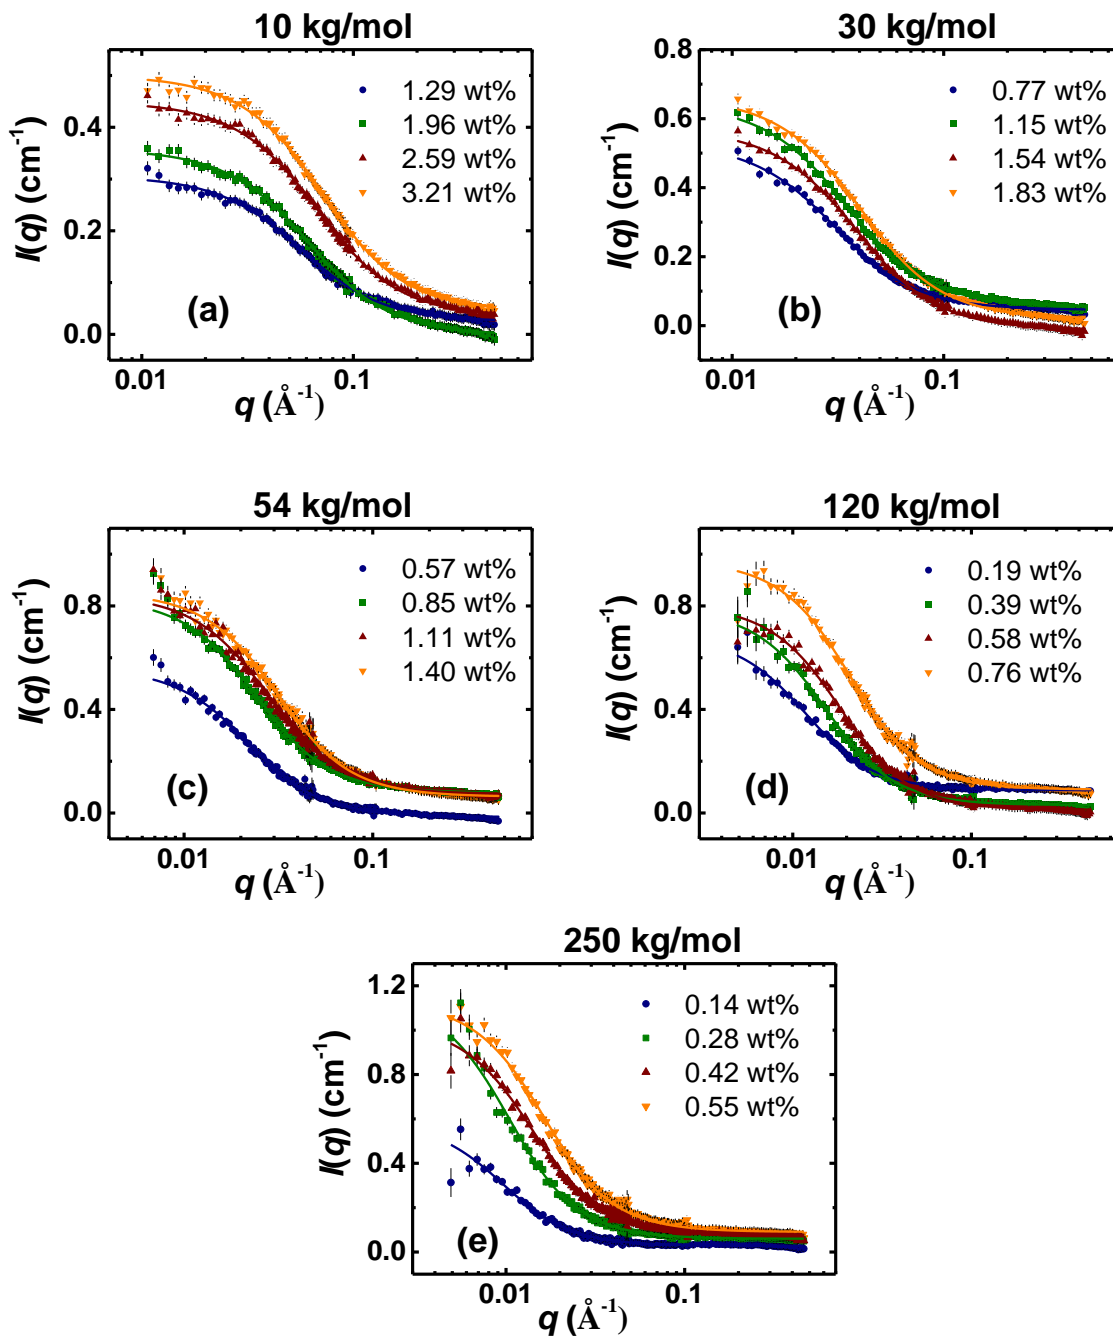 10 kg/mol
1.29 wt%
1.96 wt%
2.59 wt%
3.21 wt%
0.4
0.2
0.0
I(q) (cm⁻¹)
(a)
0.01
0.1
q (Å⁻¹)
30 kg/mol
0.77 wt%
1.15 wt%
1.54 wt%
1.83 wt%
0.8
0.6
0.4
0.2
0.0
I(q) (cm⁻¹)
(b)
0.01
0.1
q (Å⁻¹)
54 kg/mol
0.57 wt%
0.85 wt%
1.11 wt%
1.40 wt%
0.8
0.4
0.0
I(q) (cm⁻¹)
(c)
0.01
0.1
q (Å⁻¹)
120 kg/mol
0.19 wt%
0.39 wt%
0.58 wt%
0.76 wt%
0.8
0.4
0.0
I(q) (cm⁻¹)
(d)
0.01
0.1
q (Å⁻¹)
250 kg/mol
0.14 wt%
0.28 wt%
0.42 wt%
0.55 wt%
1.2
0.8
0.4
0.0
I(q) (cm⁻¹)
(e)
0.01
0.1
q (Å⁻¹)